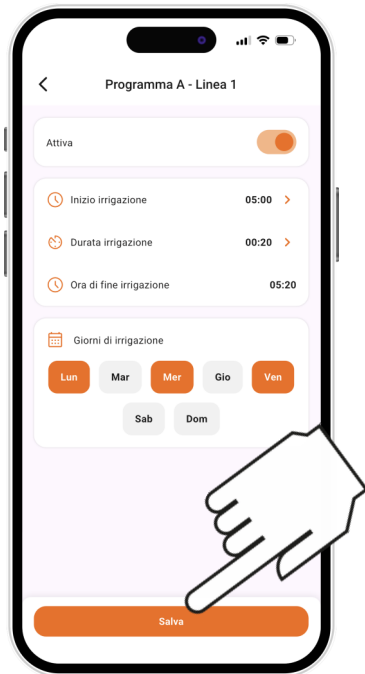 Programma A - Linea 1
Attiva
Inizio irrigazione 05:00
Durata irrigazione 00:20
Ora di fine irrigazione 05:20
Giorni di irrigazione
Lun Mar Mer Gio Ven
Sab Dom
Salva